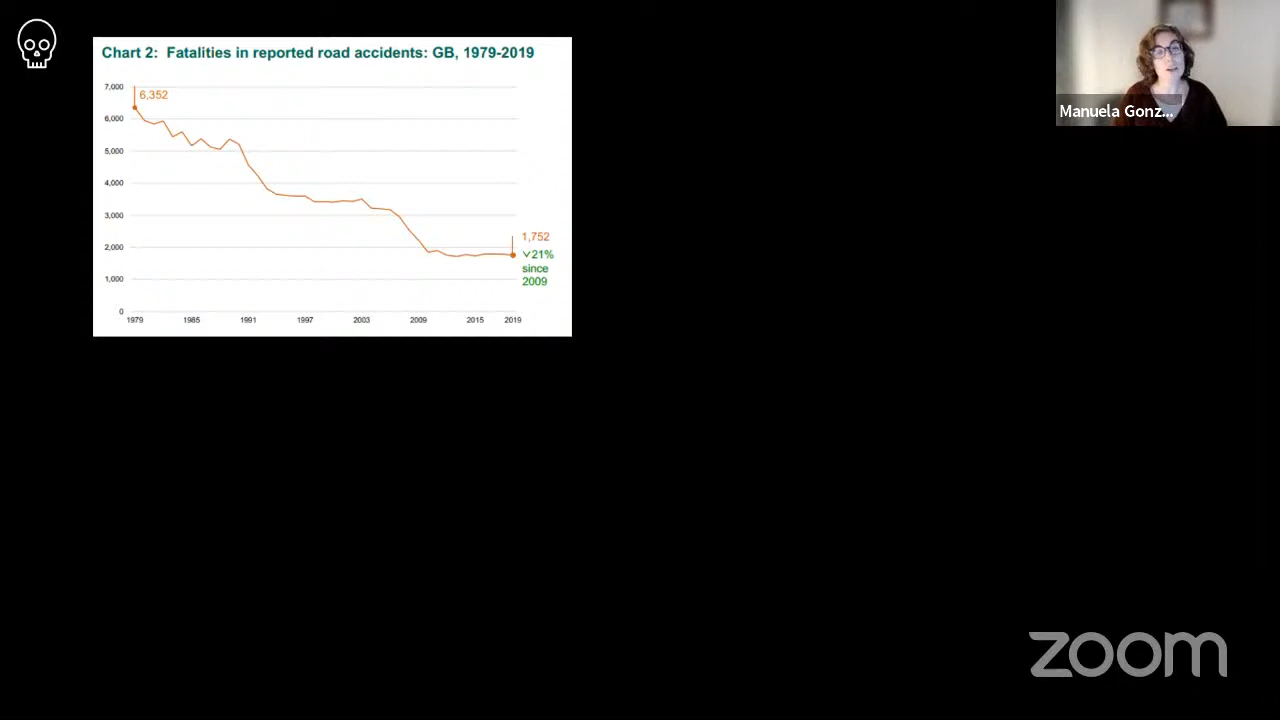 Chart 2: Fatalities in reported road accidents: GB, 1979-2019
7,000
6,352
6,000
5,000
4,000
3,000
2,000
1,000
0
1,752
21%
since
2009
1979 1985 1991 1997 2003 2009 2015 2019
Manuela Gonz...
zoom